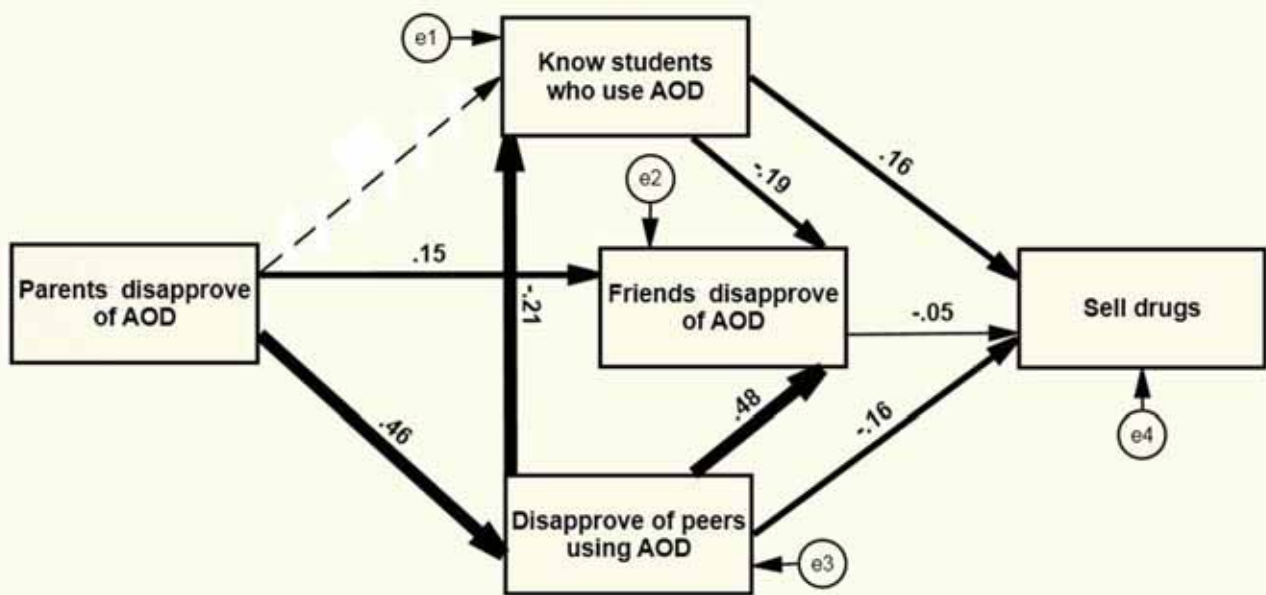 e1
Know students
who use AOD
.16
-.19
e2
Parents disapprove
of AOD
.15
-.21
Friends disapprove
of AOD
-.05
Sell drugs
.46
.48
-.16
e4
Disapprove of peers
using AOD
e3